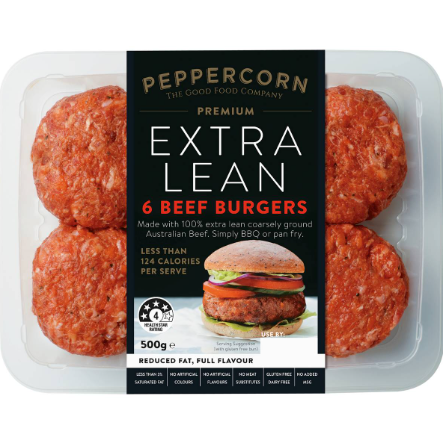 PEPPERCORN
THE GOOD FOOD COMPANY
PREMIUM
EXTRA
LEAN
6 BEEF BURGERS
Made with 100% extra lean coarsely ground
Australian Beef. Simply BBQ or pan fry.
LESS THAN
124 CALORIES
PER SERVE
4
HEALTH STAR
RATING
USE BY:
Serving Suggestion
500g e
REDUCED FAT, FULL FLAVOUR
LESS THAN 3%
SATURATED FAT
NO ARTIFICIAL
COLOURS
NO ARTIFICIAL
FLAVOURS
NO MEAT
SUBSTITUTES
GLUTEN FREE
DAIRY FREE
NO ADDED
MSG